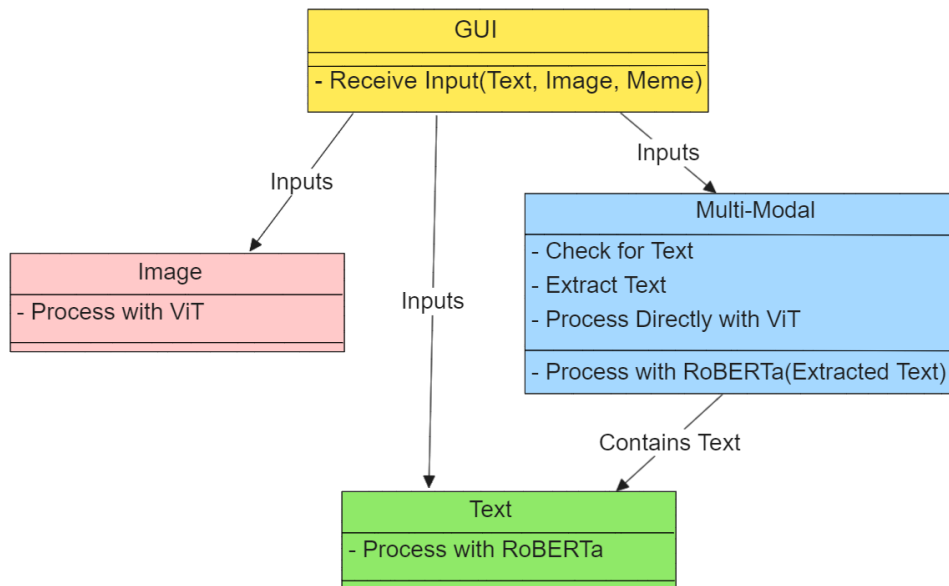 GUI
- Receive Input(Text, Image, Meme)
Inputs
Inputs
Multi-Modal
- Check for Text
- Extract Text
- Process Directly with ViT
- Process with RoBERTa(Extracted Text)
Image
- Process with ViT
Inputs
Contains Text
Text
- Process with RoBERTa